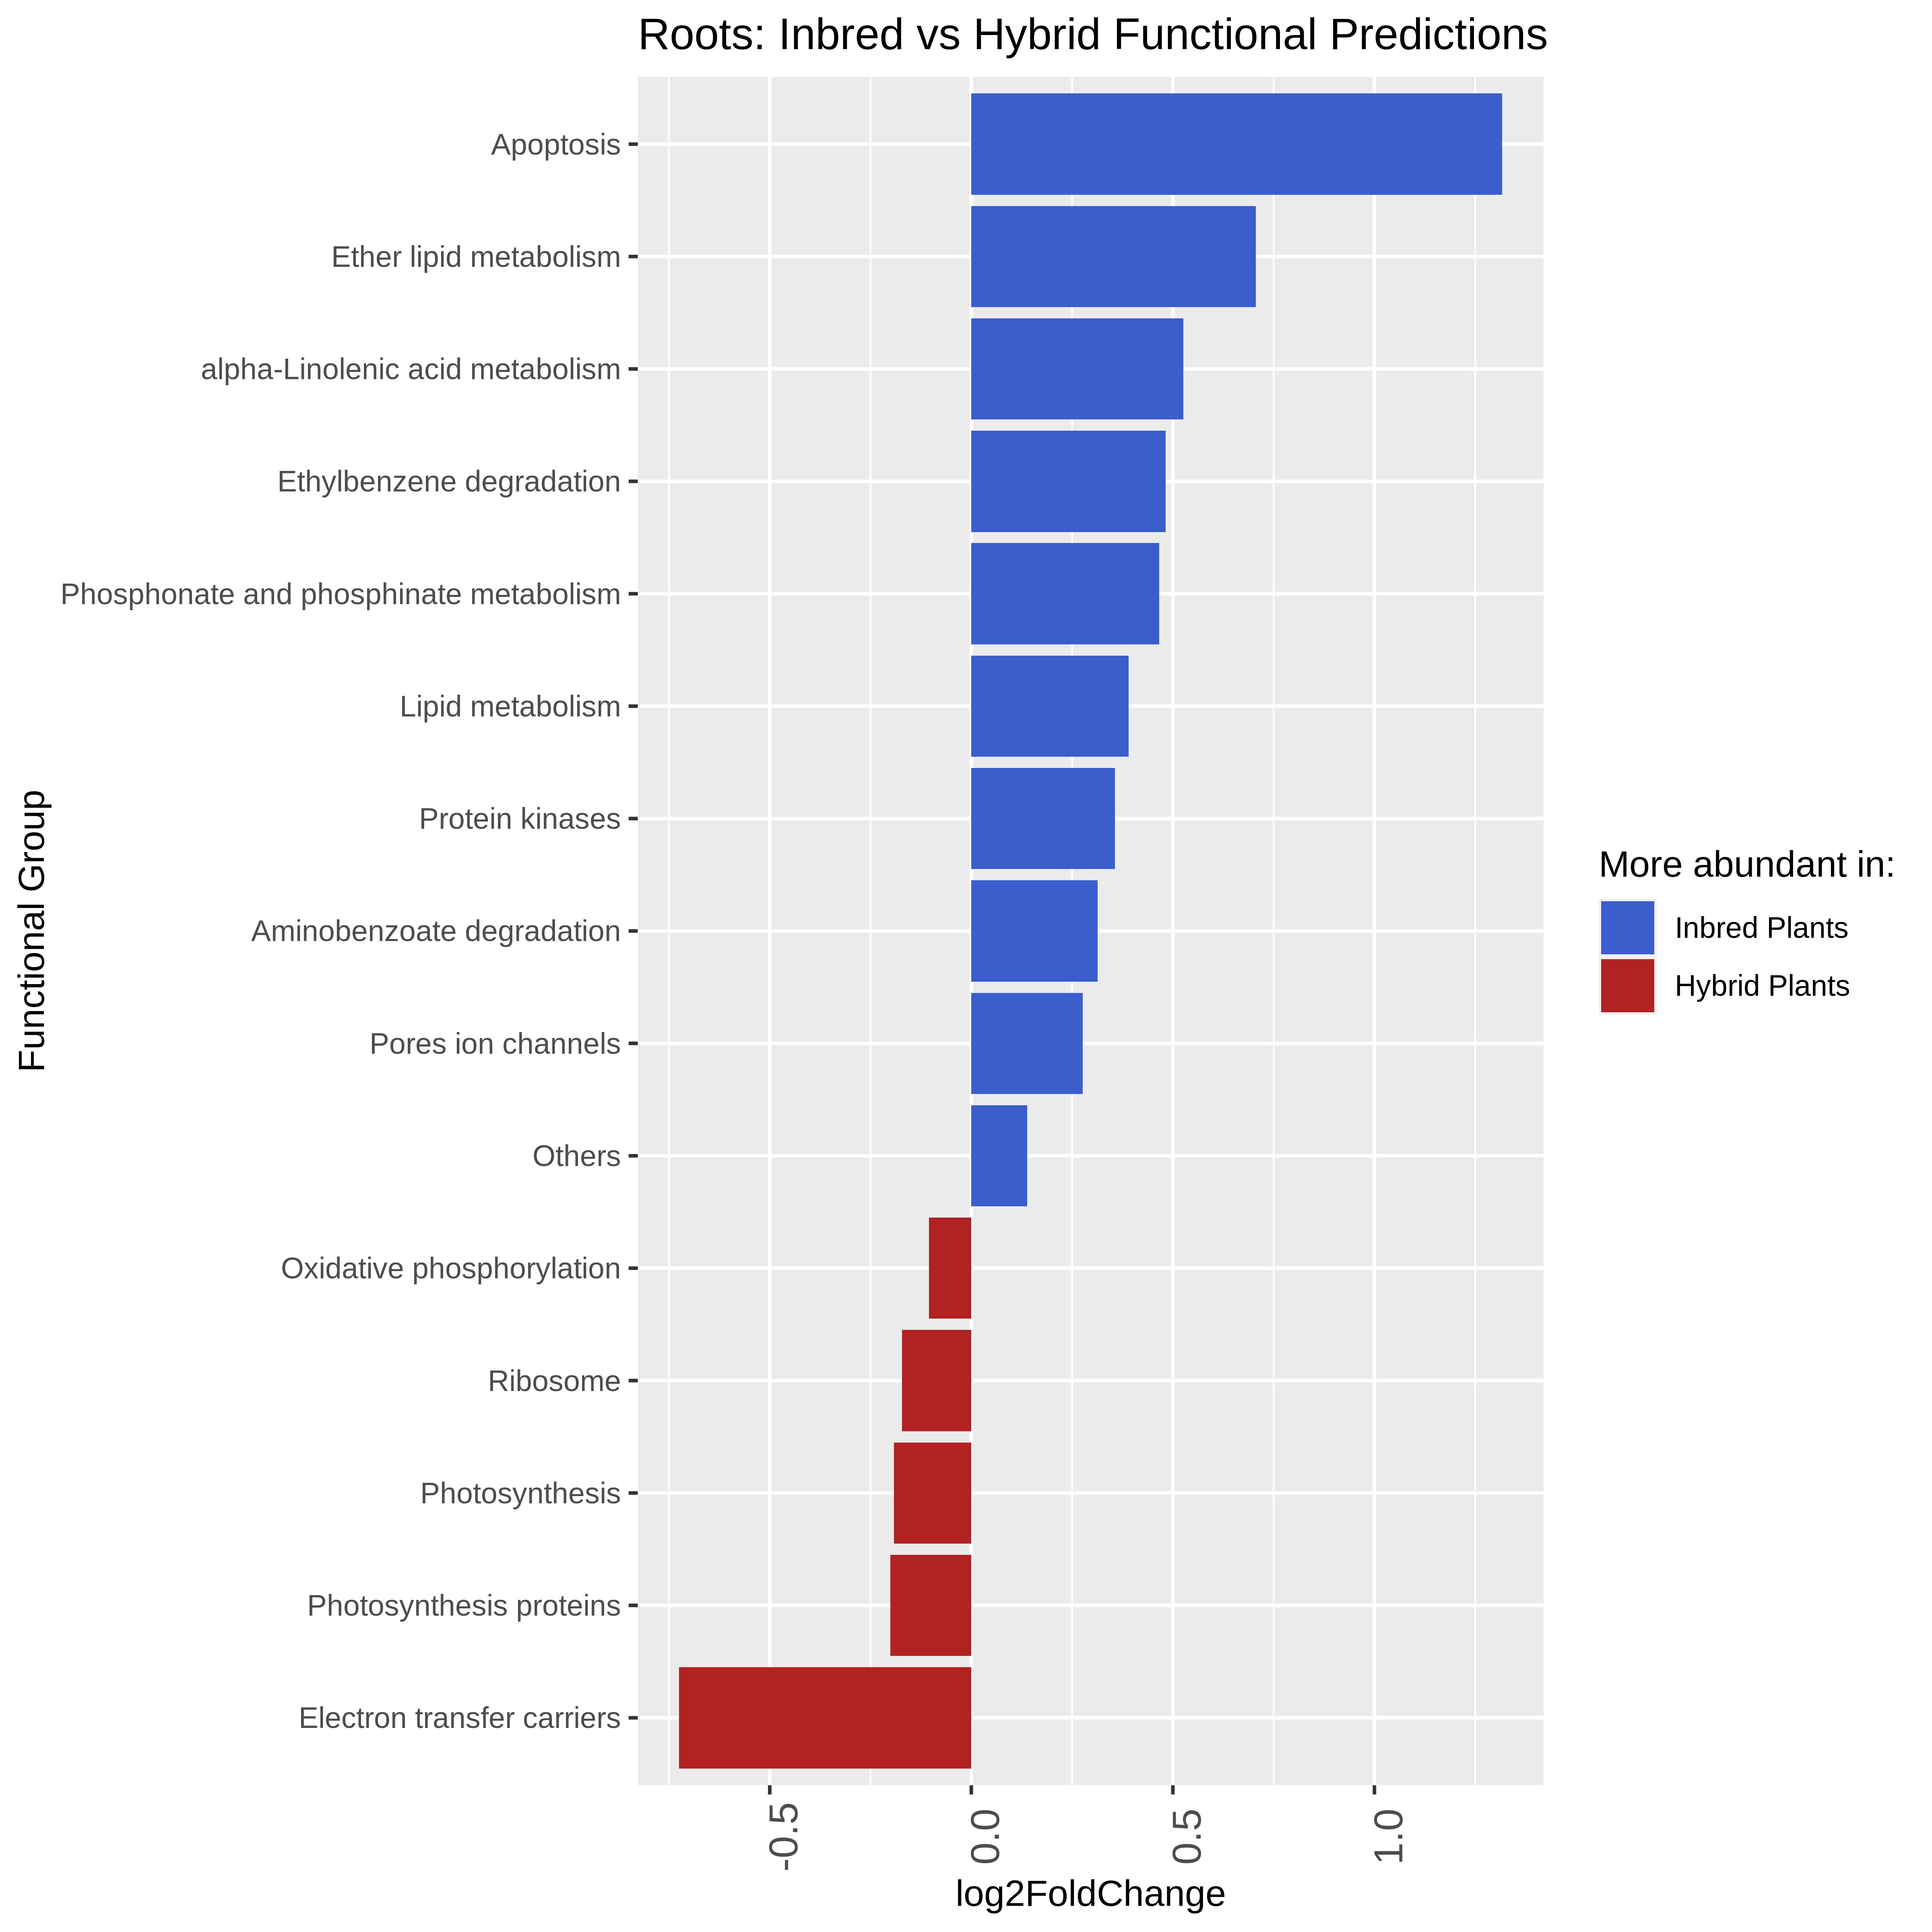 Roots: Inbred vs Hybrid Functional Predictions
Functional Group
Apoptosis
Ether lipid metabolism
alpha-Linolenic acid metabolism
Ethylbenzene degradation
Phosphonate and phosphinate metabolism
Lipid metabolism
Protein kinases
Aminobenzoate degradation
Pores ion channels
Others
Oxidative phosphorylation
Ribosome
Photosynthesis
Photosynthesis proteins
Electron transfer carriers
-0.5
0.0
0.5
1.0
log2FoldChange
More abundant in:
Inbred Plants
Hybrid Plants